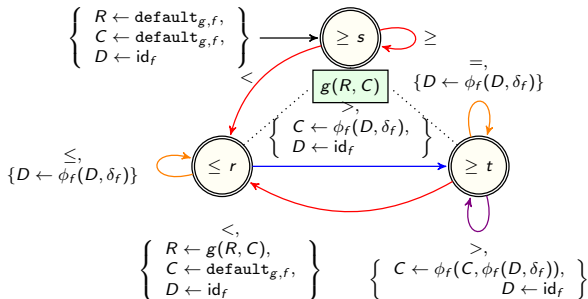 { R ← default_{g,f},
C ← default_{g,f},
D ← id_f }
≥ s
≥
<
g(R, C)
=,
{D ← ϕ_f(D, δ_f)}
>,
{ C ← ϕ_f(D, δ_f),
D ← id_f }
≤,
{D ← ϕ_f(D, δ_f)}
≤ r
≥ t
<,
{ R ← g(R, C),
C ← default_{g,f},
D ← id_f }
>,
{ C ← ϕ_f(C, ϕ_f(D, δ_f)),
D ← id_f }